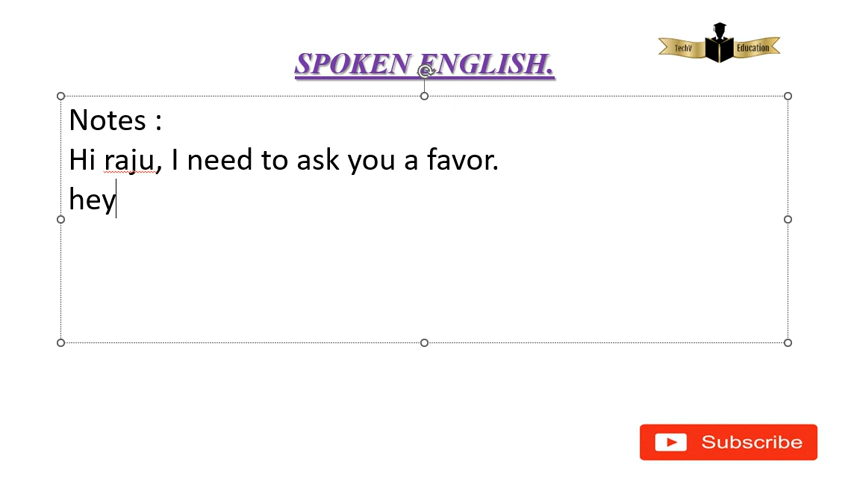 SPOKEN ENGLISH.
TechV Education
Notes :
Hi raju, I need to ask you a favor.
hey
Subscribe